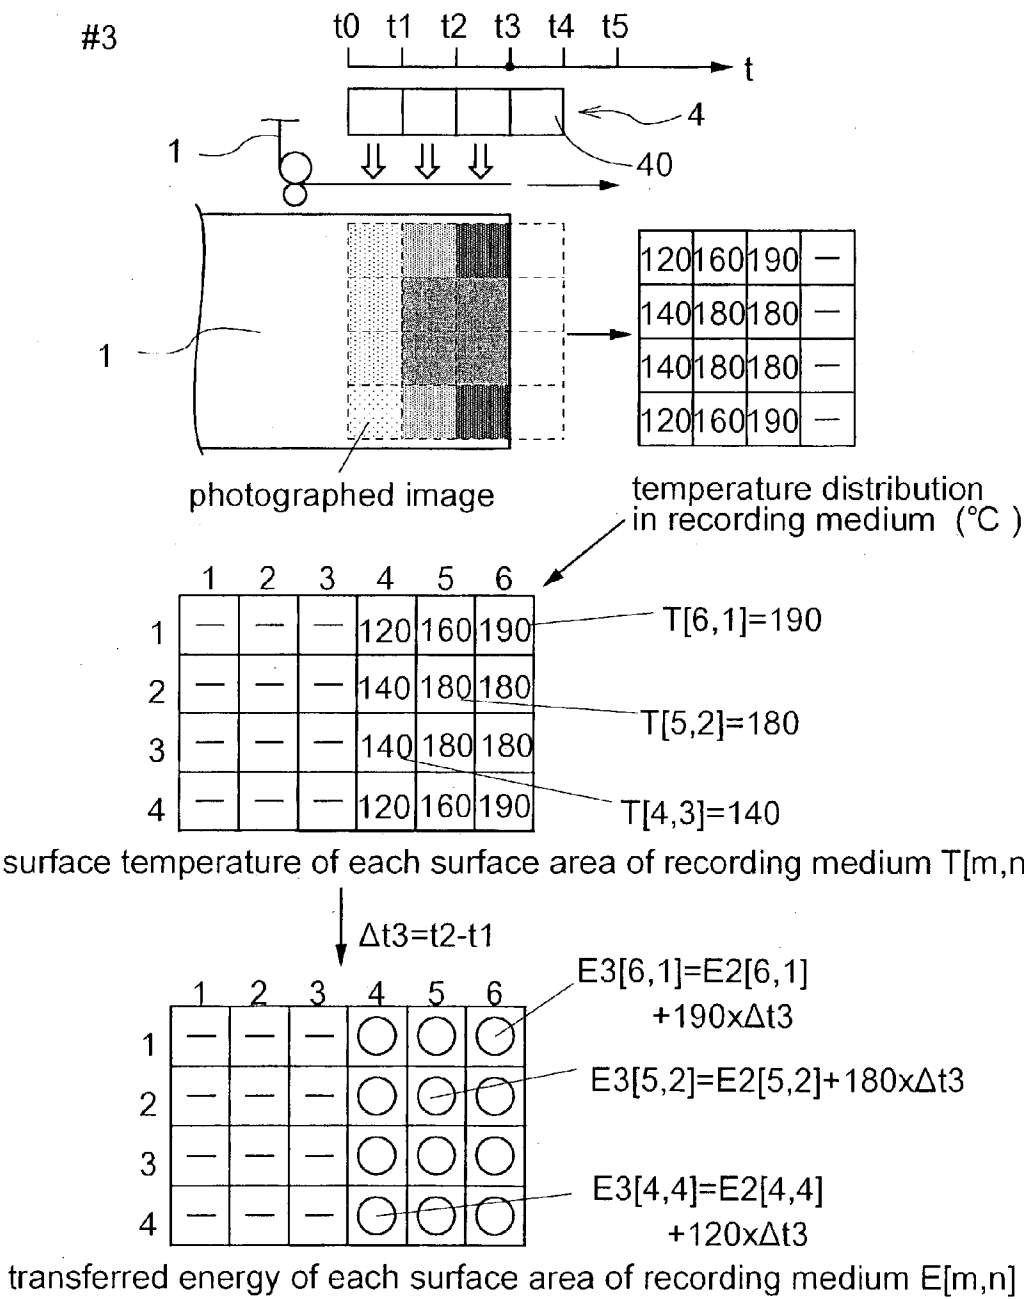 #3
t0 t1 t2 t3 t4 t5
t
4
1
40
120 160 190 —
1
140 180 180 —
140 180 180 —
120 160 190 —
photographed image
temperature distribution
in recording medium (°C )
1 2 3 4 5 6
1 — — — 120 160 190
T[6,1]=190
2 — — — 140 180 180
T[5,2]=180
3 — — — 140 180 180
4 — — — 120 160 190
T[4,3]=140
surface temperature of each surface area of recording medium T[m,n
Δt3=t2-t1
1 2 3 4 5 6
E3[6,1]=E2[6,1]
+190xΔt3
1 — — — ○ ○ ○
E3[5,2]=E2[5,2]+180xΔt3
2 — — — ○ ○ ○
3 — — — ○ ○ ○
E3[4,4]=E2[4,4]
+120xΔt3
4 — — — ○ ○ ○
transferred energy of each surface area of recording medium E[m,n]